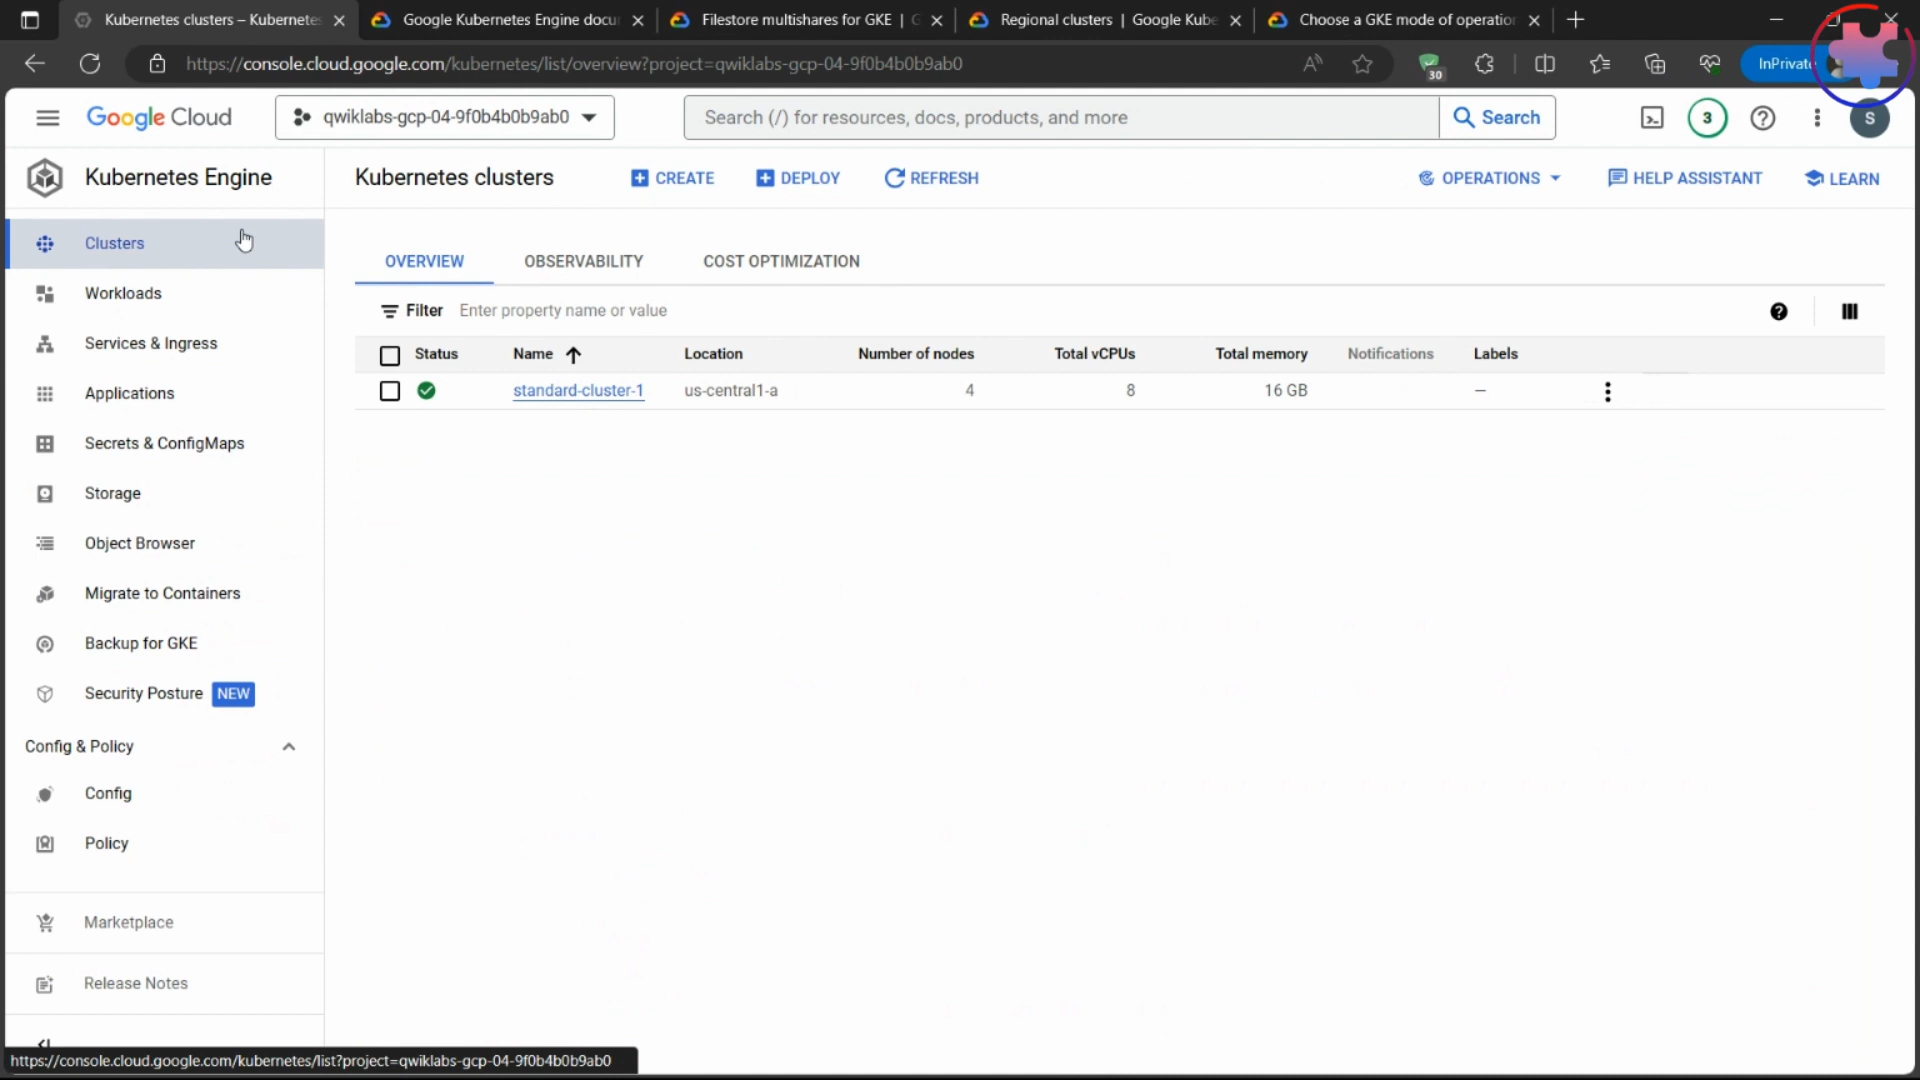 Kubernetes clusters – Kubernetes
Google Kubernetes Engine docu
Filestore multishares for GKE | G
Regional clusters | Google Kube
Choose a GKE mode of operation
https://console.cloud.google.com/kubernetes/list/overview?project=qwiklabs-gcp-04-9f0b4b0b9ab0
30
InPrivate
Google Cloud
qwiklabs-gcp-04-9f0b4b0b9ab0
Search (/) for resources, docs, products, and more
Search
3
S
Kubernetes Engine
Kubernetes clusters
CREATE
DEPLOY
REFRESH
OPERATIONS
HELP ASSISTANT
LEARN
Clusters
Workloads
Services & Ingress
Applications
Secrets & ConfigMaps
Storage
Object Browser
Migrate to Containers
Backup for GKE
Security Posture NEW
Config & Policy
Config
Policy
Marketplace
Release Notes
OVERVIEW
OBSERVABILITY
COST OPTIMIZATION
Filter Enter property name or value
Status Name Location Number of nodes Total vCPUs Total memory Notifications Labels
standard-cluster-1 us-central1-a 4 8 16 GB –
https://console.cloud.google.com/kubernetes/list?project=qwiklabs-gcp-04-9f0b4b0b9ab0